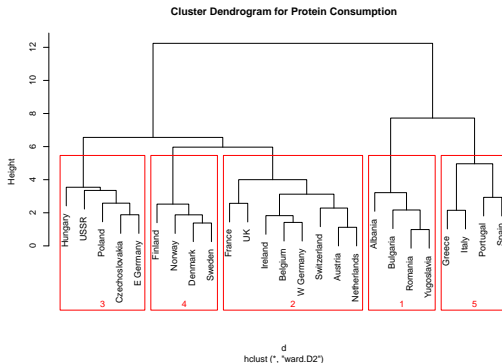 Cluster Dendrogram for Protein Consumption
Height
12
10
8
6
4
2
0
Hungary
USSR
Poland
Czechoslovakia
E Germany
Finland
Norway
Denmark
Sweden
France
UK
Ireland
Belgium
W Germany
Switzerland
Austria
Netherlands
Albania
Bulgaria
Romania
Yugoslavia
Greece
Italy
Portugal
Spain
3
4
2
1
5
d
hclust (*, "ward.D2")